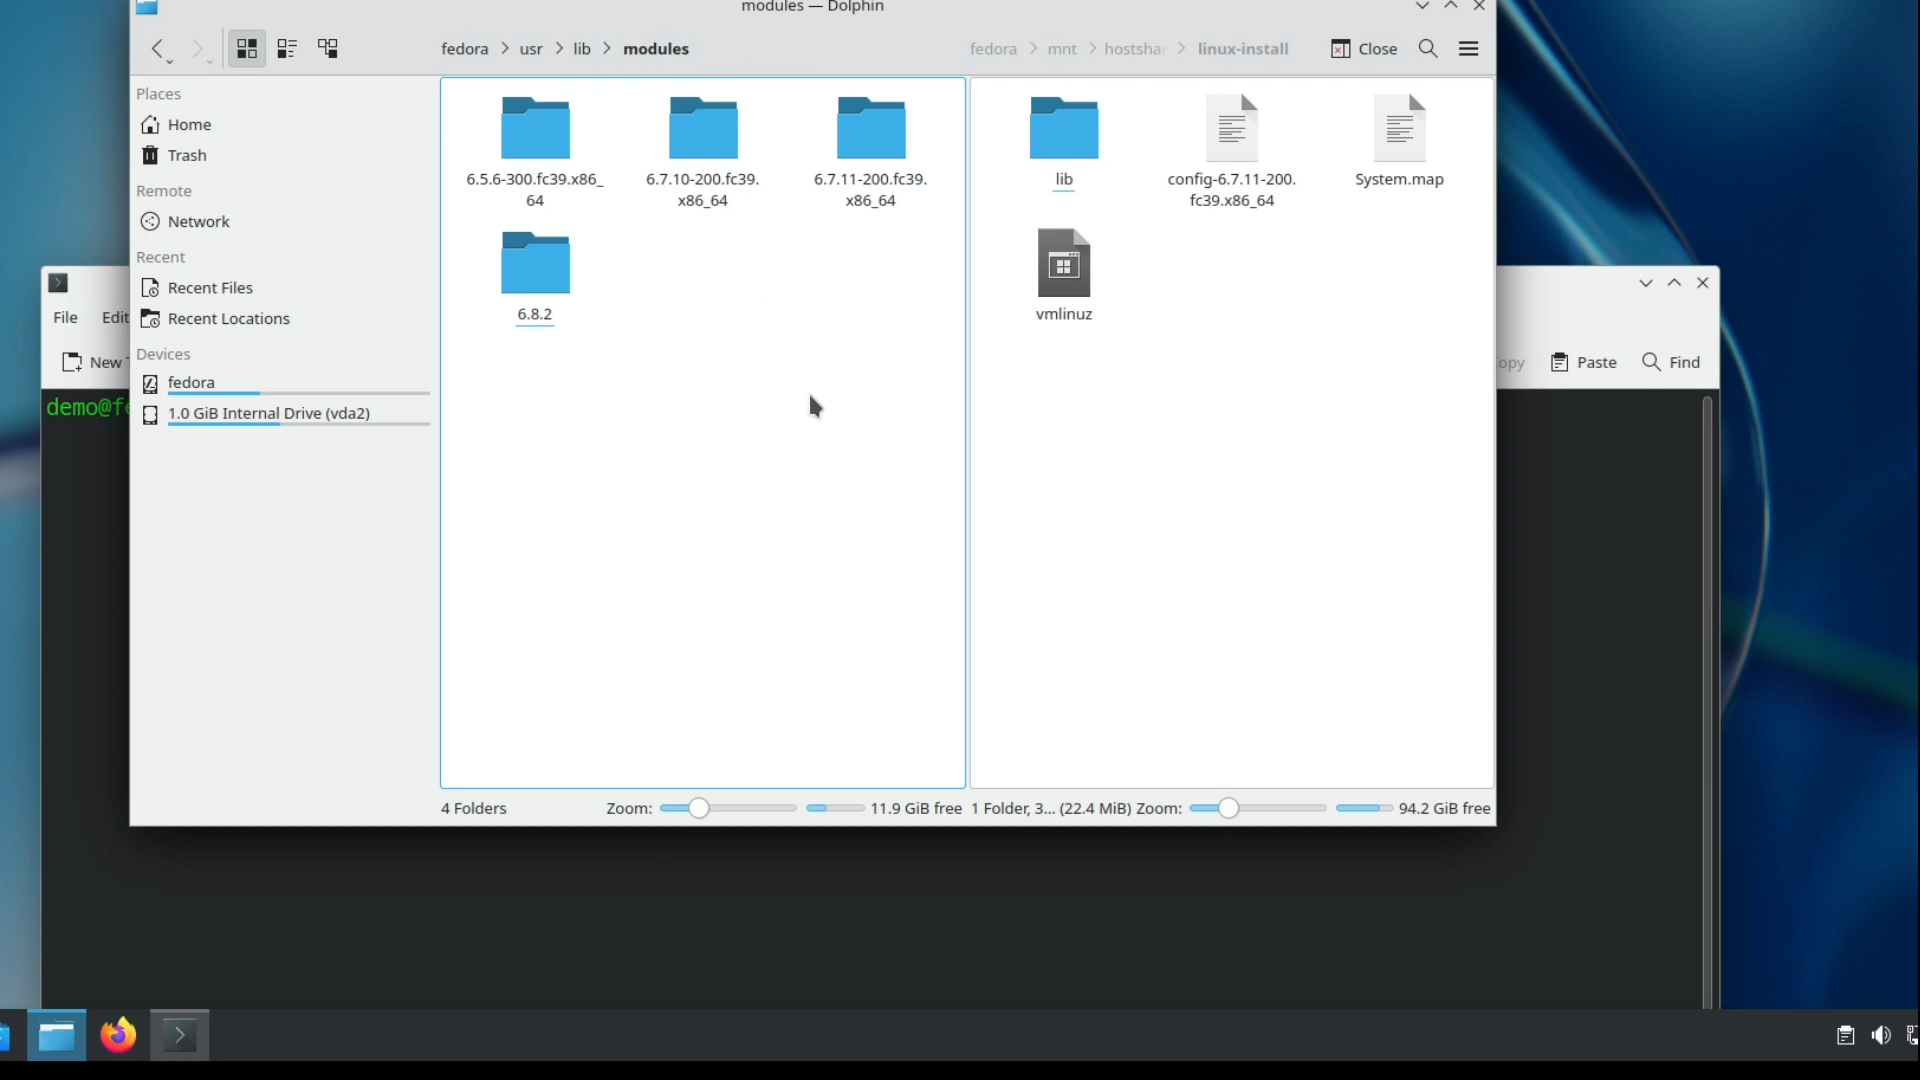 modules — Dolphin
fedora > usr > lib > modules
fedora > mnt > hostshar > linux-install
Close
Places
Home
Trash
Remote
Network
Recent
Recent Files
Recent Locations
Devices
fedora
1.0 GiB Internal Drive (vda2)
6.5.6-300.fc39.x86_
64
6.7.10-200.fc39.
x86_64
6.7.11-200.fc39.
x86_64
6.8.2
lib
config-6.7.11-200.
fc39.x86_64
System.map
vmlinuz
4 Folders
Zoom:
11.9 GiB free
1 Folder, 3... (22.4 MiB)
Zoom:
94.2 GiB free
File
Edit
New
opy
Paste
Find
demo@fe